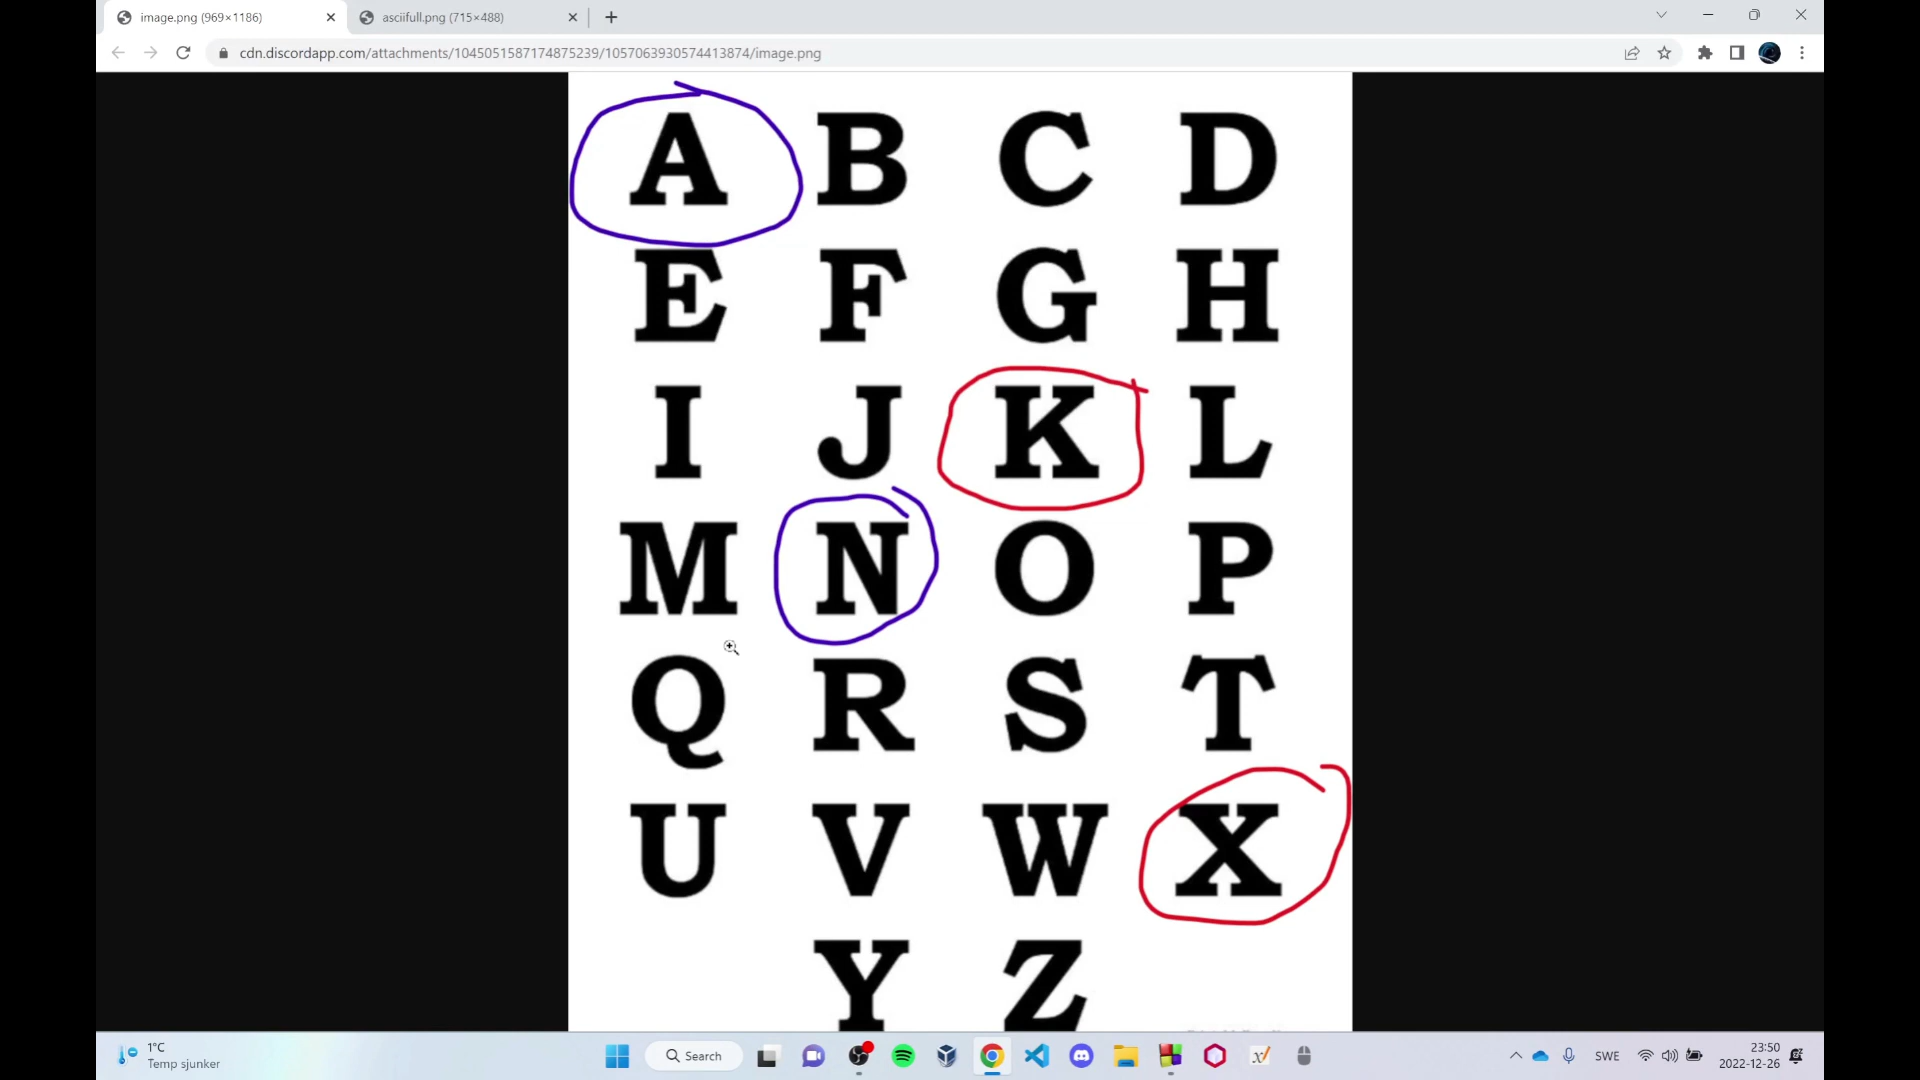 image.png (969×1186)
asciifull.png (715×488)
cdn.discordapp.com/attachments/1045051587174875239/1057063930574413874/image.png
A B C D
E F G H
I J K L
M N O P
Q R S T
U V W X
Y Z
1°C
Temp sjunker
Search
SWE
23:50
2022-12-26